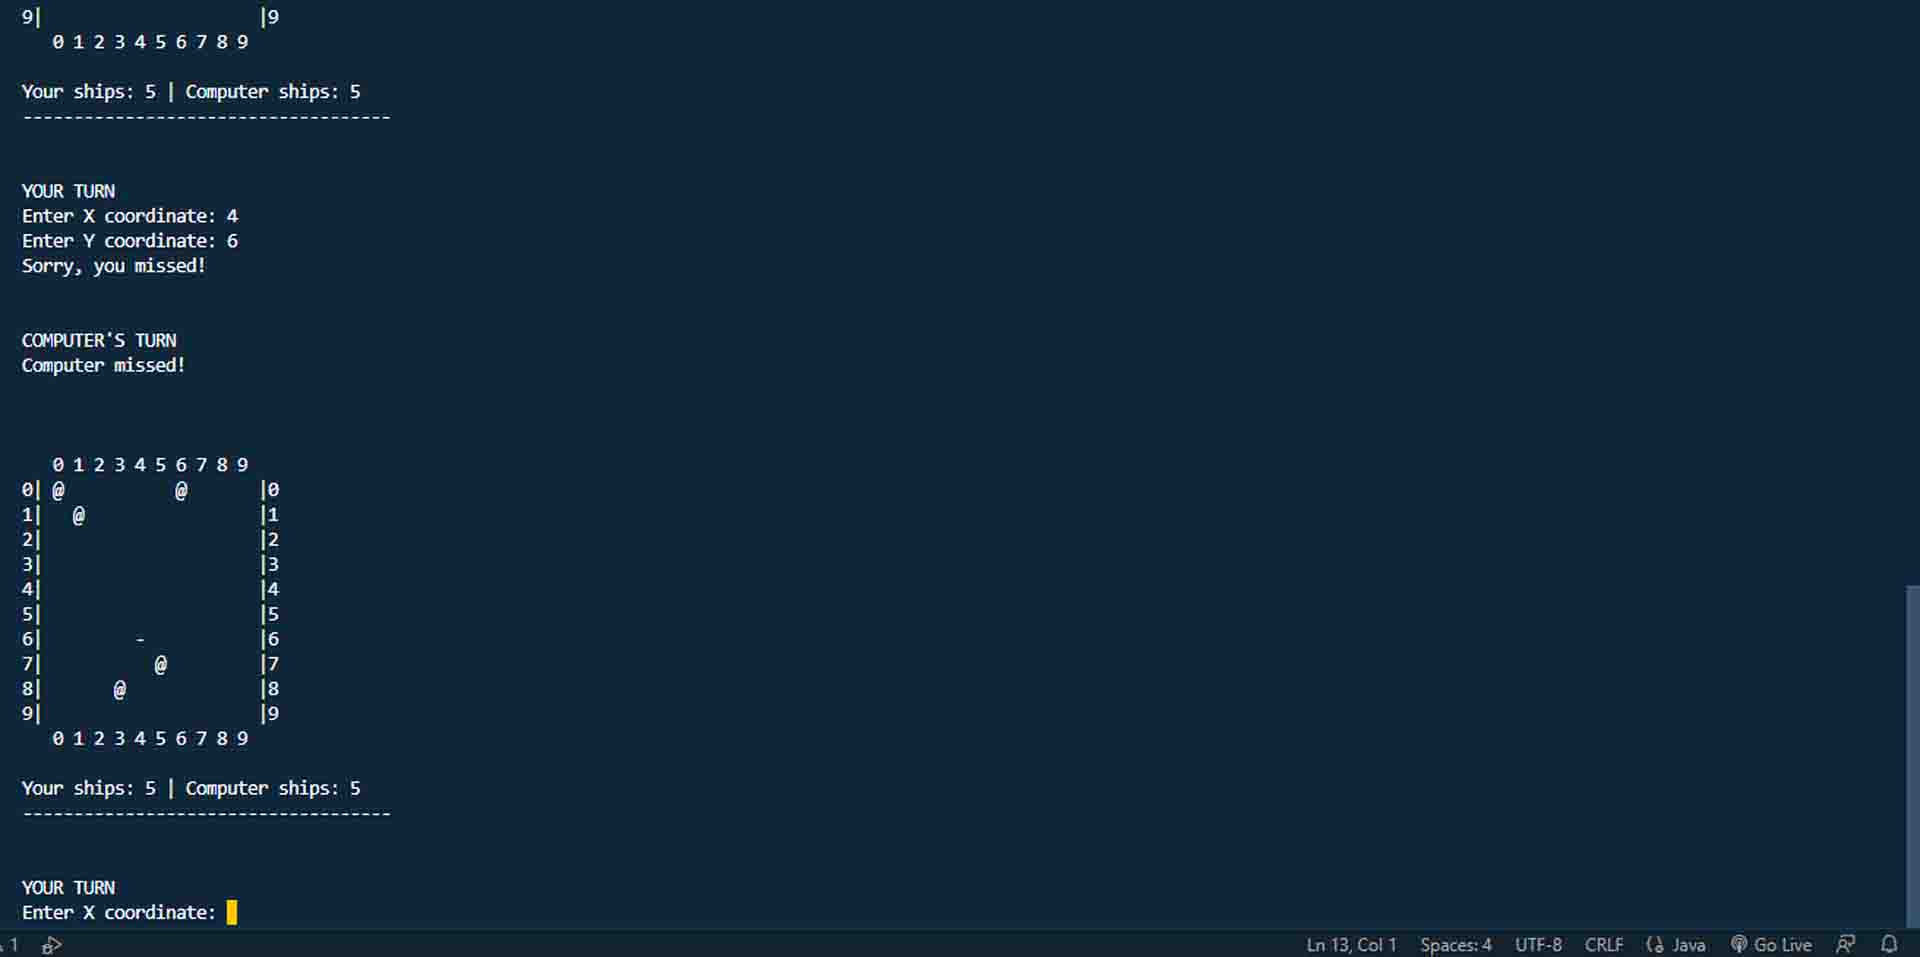 9|                     |9
   0 1 2 3 4 5 6 7 8 9

Your ships: 5 | Computer ships: 5
------------------------------------

YOUR TURN
Enter X coordinate: 4
Enter Y coordinate: 6
Sorry, you missed!

COMPUTER'S TURN
Computer missed!

   0 1 2 3 4 5 6 7 8 9
0| @           @       |0
1|   @                 |1
2|                     |2
3|                     |3
4|                     |4
5|                     |5
6|         -           |6
7|           @         |7
8|       @             |8
9|                     |9
   0 1 2 3 4 5 6 7 8 9

Your ships: 5 | Computer ships: 5
------------------------------------

YOUR TURN
Enter X coordinate:
1 Ln 13, Col 1 Spaces: 4 UTF-8 CRLF Java Go Live